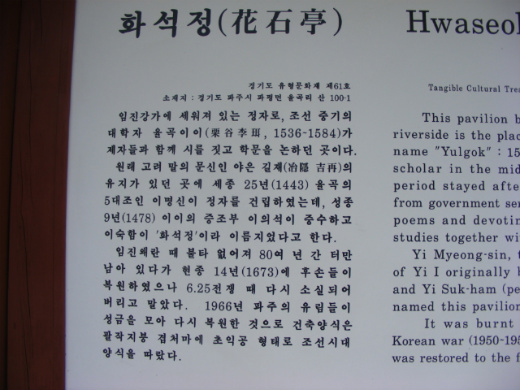 화석정(花石亭)
경기도 유형문화재 제61호
소재지 : 경기도 파주시 파평면 율곡리 산 100-1
임진강가에 세워져 있는 정자로, 조선 중기의
대학자 율곡이이(栗谷李珥, 1536-1584)가
제자들과 함께 시를 짓고 학문을 논하던 곳이다.
원래 고려 말의 문신인 야은 길재(冶隱 吉再)의
유지가 있던 곳에 세종 25년(1443) 율곡의
5대조인 이명신이 정자를 건립하였는데, 성종
9년(1478) 이이의 증조부 이의석이 중수하고
이숙함이 '화석정'이라 이름지었다고 한다.
임진왜란 때 불타 없어져 80여 년 간 터만
남아 있다가 현종 14년(1673)에 후손들이
복원하였으나 6.25전쟁 때 다시 소실되어
버리고 말았다. 1966년 파주의 유림들이
성금을 모아 다시 복원한 것으로 건축양식은
팔작지붕 겹처마에 초익공 형태로 조선시대
양식을 따랐다.
Hwaseo
Tangible Cultural Trea
This pavilion b
riverside is the plac
name "Yulgok" : 15
scholar in the mid
period stayed after
from government ser
poems and devotin
studies together wi
Yi Myeong-sin, t
of Yi I originally b
and Yi Suk-ham (pe
named this pavilion
It was burnt
Korean war (1950-195
was restored to the f